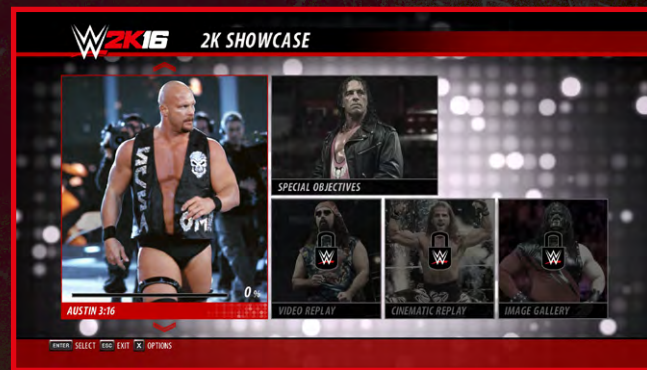 W 2K16 2K SHOWCASE
SPECIAL OBJECTIVES
0 %
AUSTIN 3:16
VIDEO REPLAY
CINEMATIC REPLAY
IMAGE GALLERY
ENTER SELECT ESC EXIT X OPTIONS